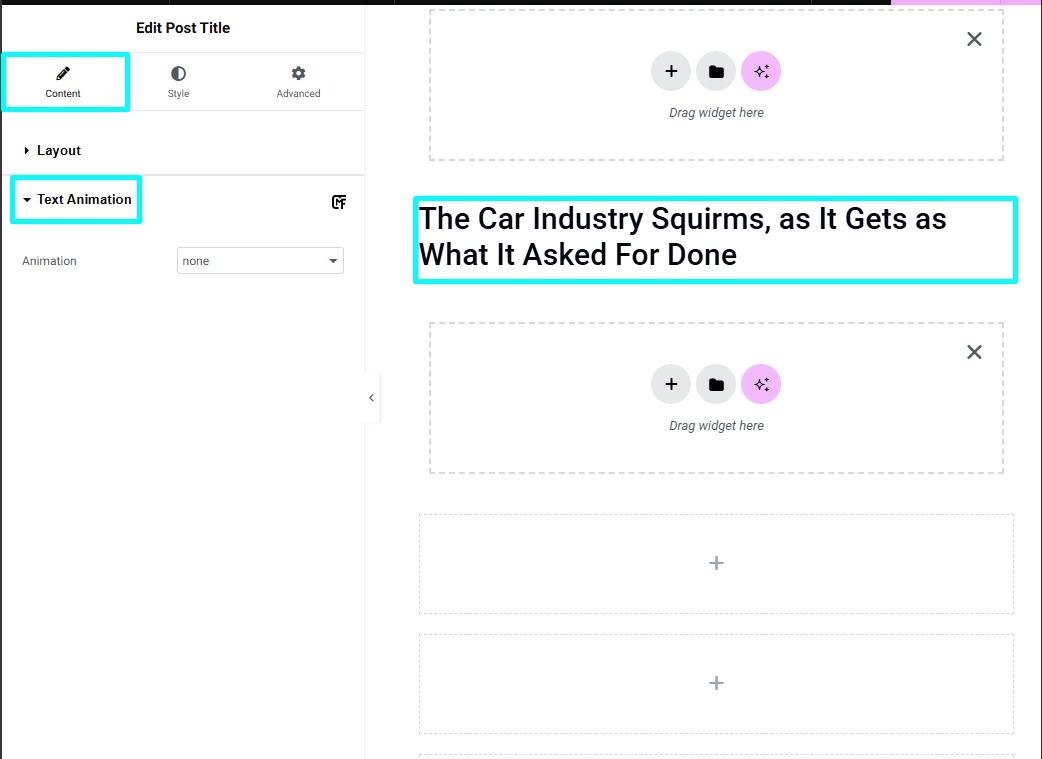 Edit Post Title
Content
Style
Advanced
Layout
Text Animation
Animation
none
Drag widget here
The Car Industry Squirms, as It Gets as
What It Asked For Done
Drag widget here